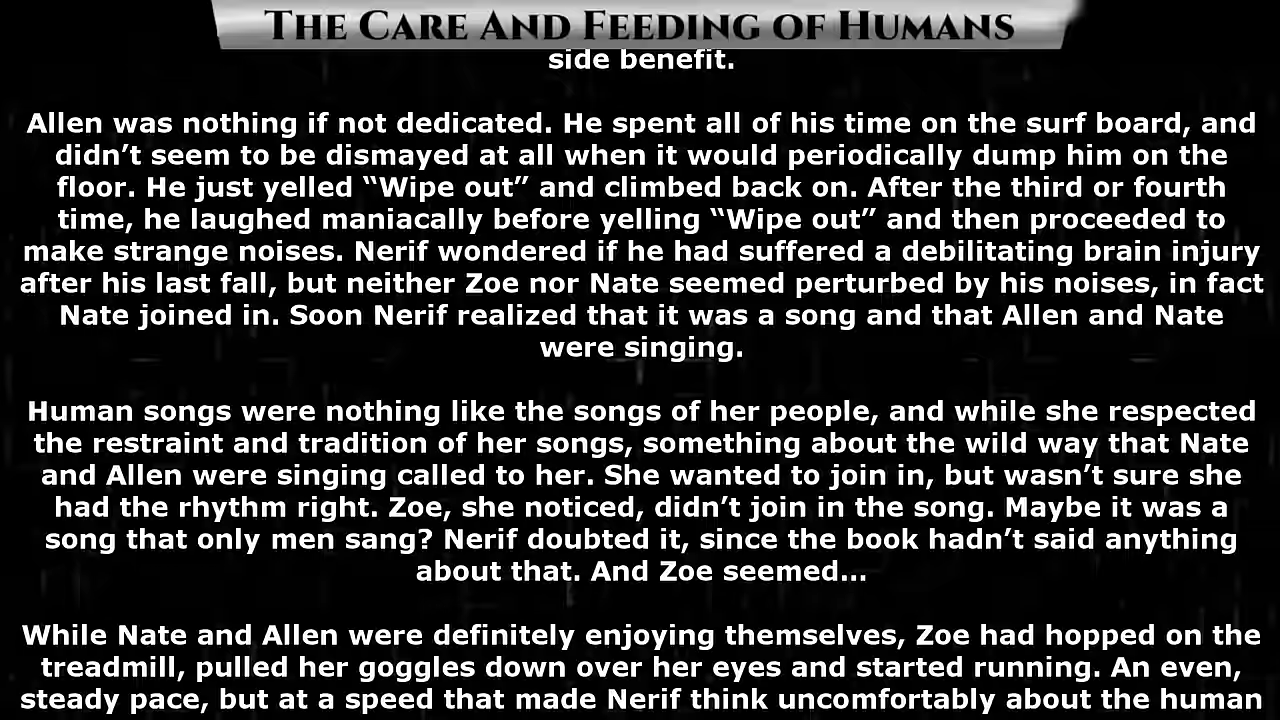 The Care And Feeding of Humans
side benefit.
Allen was nothing if not dedicated. He spent all of his time on the surf board, and
didn’t seem to be dismayed at all when it would periodically dump him on the
floor. He just yelled “Wipe out” and climbed back on. After the third or fourth
time, he laughed maniacally before yelling “Wipe out” and then proceeded to
make strange noises. Nerif wondered if he had suffered a debilitating brain injury
after his last fall, but neither Zoe nor Nate seemed perturbed by his noises, in fact
Nate joined in. Soon Nerif realized that it was a song and that Allen and Nate
were singing.
Human songs were nothing like the songs of her people, and while she respected
the restraint and tradition of her songs, something about the wild way that Nate
and Allen were singing called to her. She wanted to join in, but wasn’t sure she
had the rhythm right. Zoe, she noticed, didn’t join in the song. Maybe it was a
song that only men sang? Nerif doubted it, since the book hadn’t said anything
about that. And Zoe seemed...
While Nate and Allen were definitely enjoying themselves, Zoe had hopped on the
treadmill, pulled her goggles down over her eyes and started running. An even,
steady pace, but at a speed that made Nerif think uncomfortably about the human